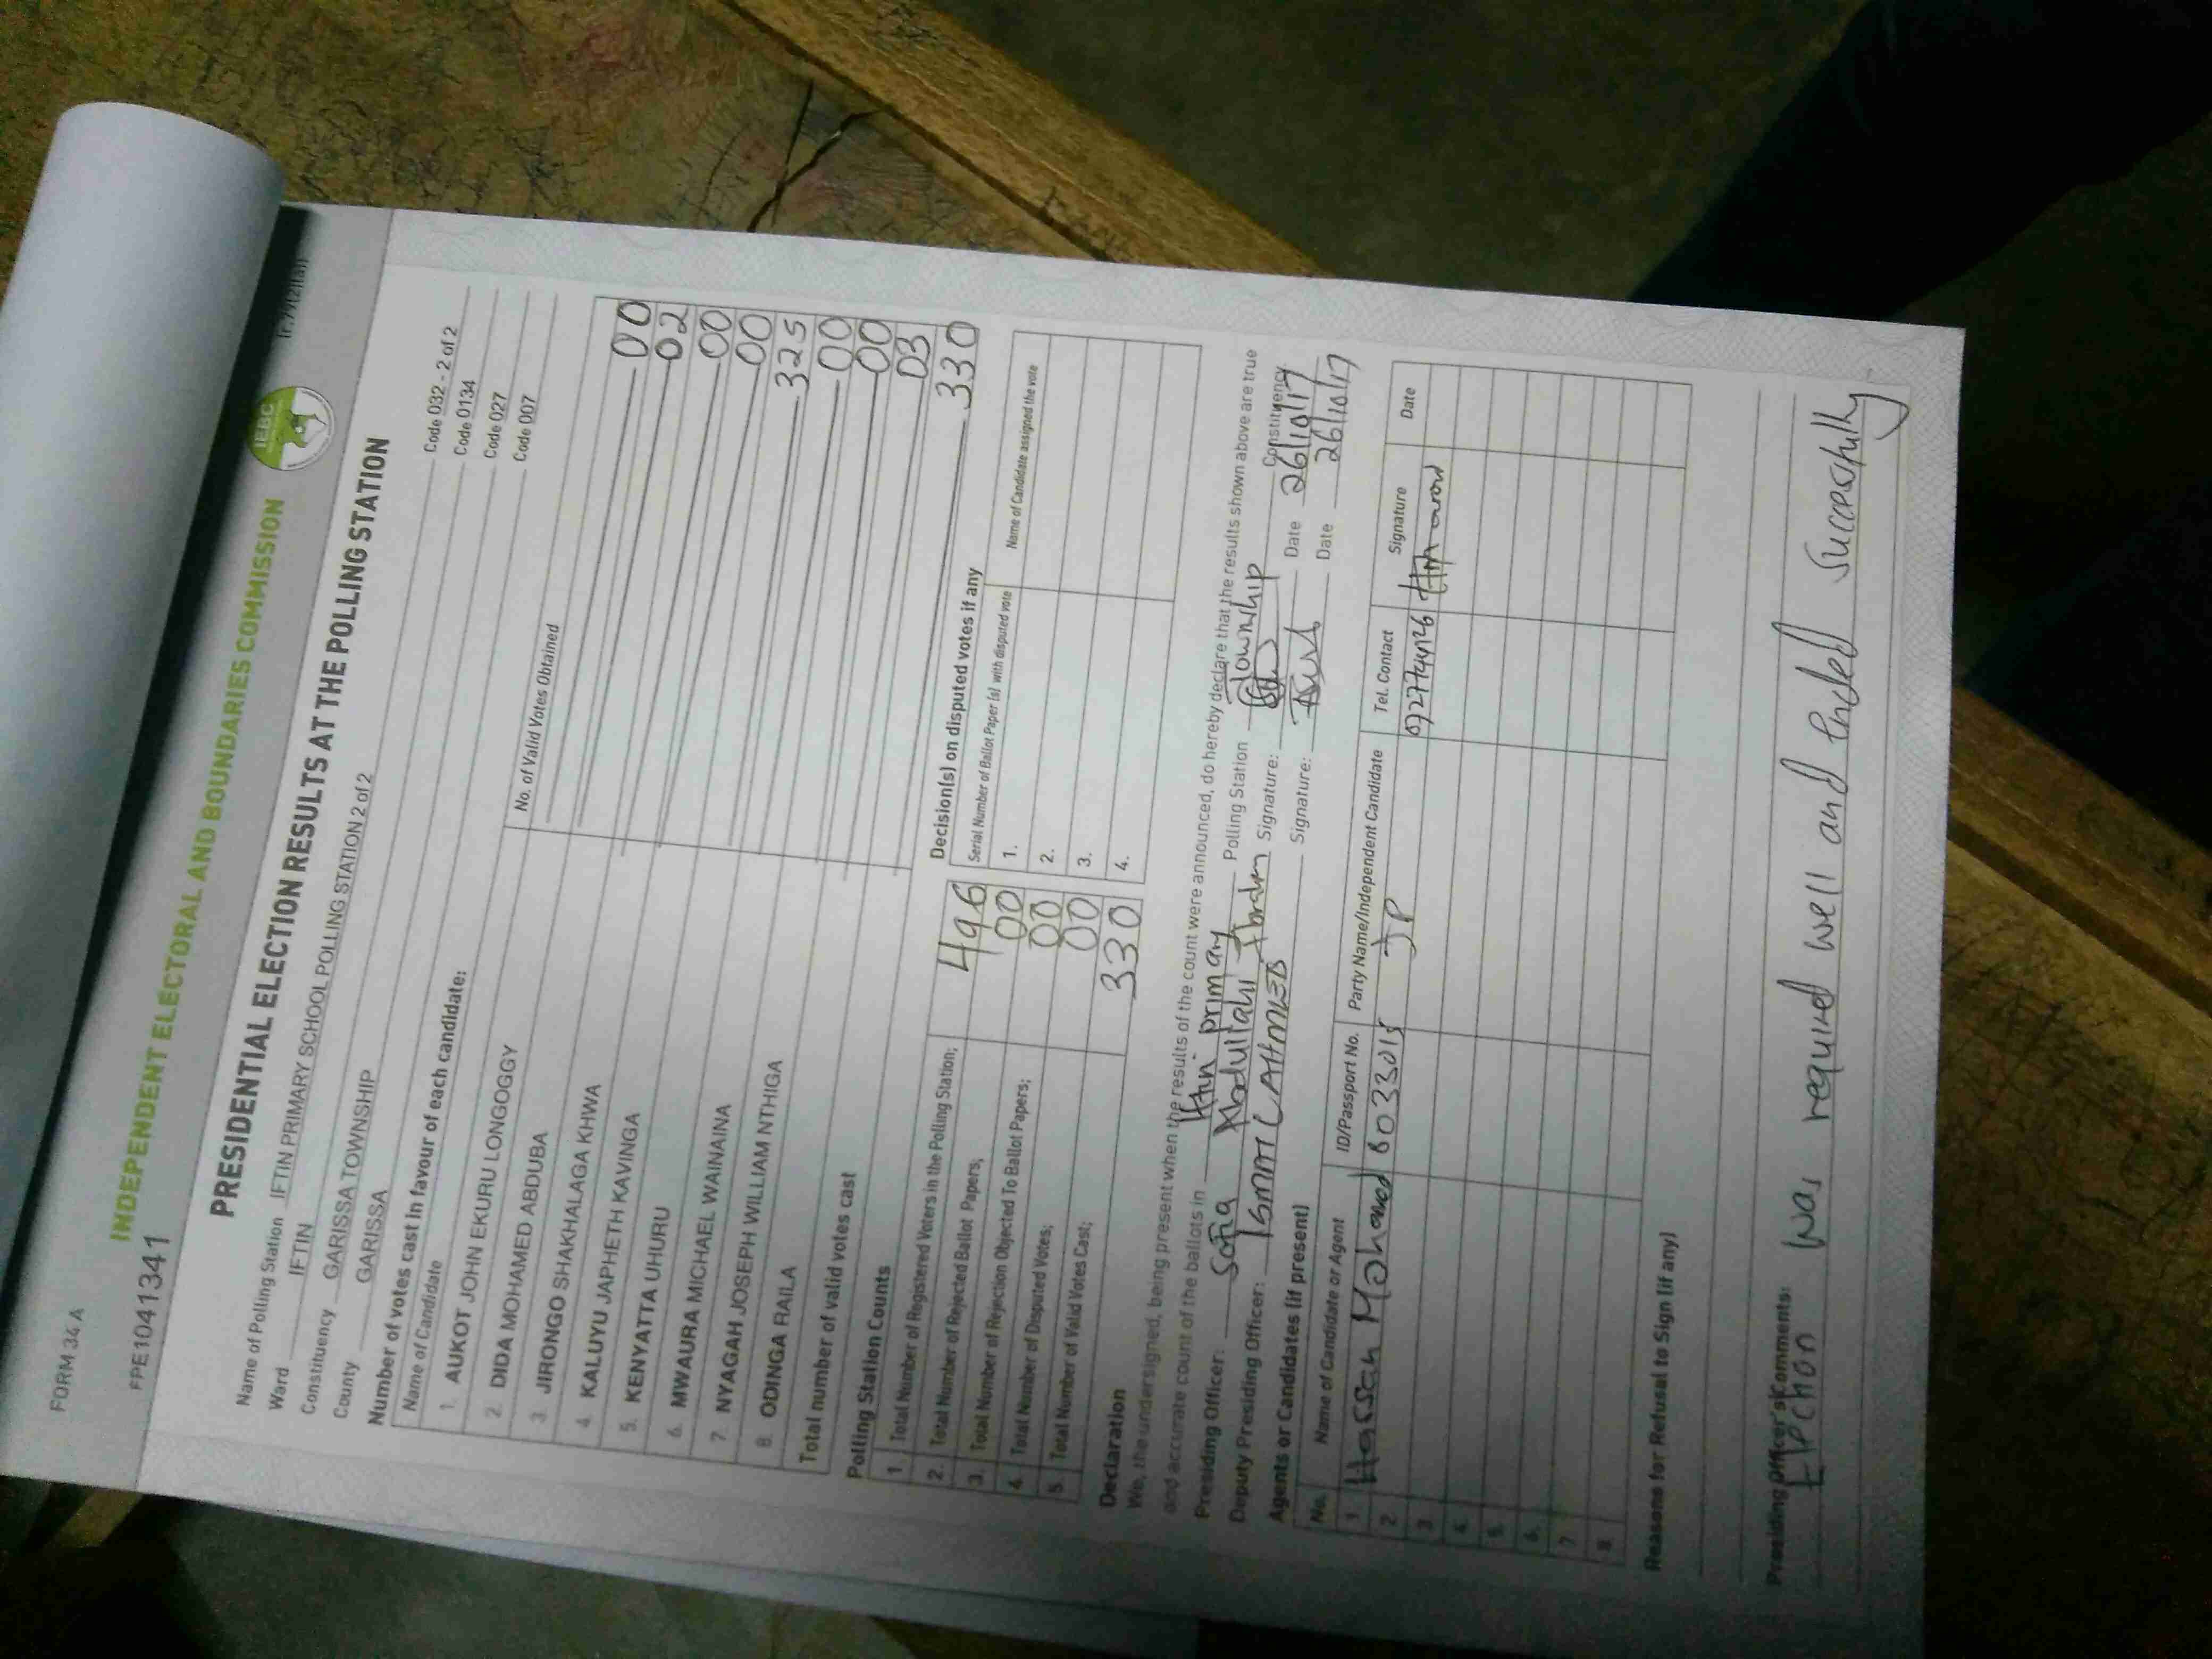 FORM 34 A
(r. 79(2)(a))
FPE1041341
IEBC
INDEPENDENT ELECTORAL AND BOUNDARIES COMMISSION
PRESIDENTIAL ELECTION RESULTS AT THE POLLING STATION
Name of Polling Station IFTIN PRIMARY SCHOOL POLLING STATION 2 of 2 Code 032 - 2 of 2
Ward IFTIN Code 0134
Constituency GARISSA TOWNSHIP Code 027
County GARISSA Code 007
Number of votes cast in favour of each candidate:
Name of Candidate No. of Valid Votes Obtained
1. AUKOT JOHN EKURU LONGOGGY 00
2. DIDA MOHAMED ABDUBA 02
3 JIRONGO SHAKHALAGA KHWA 00
4. KALUYU JAPHETH KAVINGA 00
5. KENYATTA UHURU 325
6. MWAURA MICHAEL WAINAINA 00
7. NYAGAH JOSEPH WILLIAM NTHIGA 00
8. ODINGA RAILA 03
Total number of valid votes cast 330
Polling Station Counts
1. Total Number of Registered Voters in the Polling Station; 496
2. Total Number of Rejected Ballot Papers; 00
3. Total Number of Rejection Objected To Ballot Papers; 00
4. Total Number of Disputed Votes; 00
5. Total Number of Valid Votes Cast; 330
Decision(s) on disputed votes if any
Serial Number of Ballot Paper (s) with disputed vote Name of Candidate assigned the vote
1.
2.
3.
4.
Declaration
We, the undersigned, being present when the results of the count were announced, do hereby declare that the results shown above are true
and accurate count of the ballots in Iftin primary Polling Station Township Constituency
Presiding Officer: Sofia Abdullahi Signature: Date 26/10/17
Deputy Presiding Officer: Signature: Date 26/10/17
Agents or Candidates (if present)
No. Name of Candidate or Agent ID/Passport No. Party Name/Independent Candidate Tel. Contact Signature Date
1 Hassan Mohamed 8033015 JP
2
3
4
5
6.
7
8
Reasons for Refusal to Sign (if any)
Presiding Officer's Comments:
was required well and ended successfully